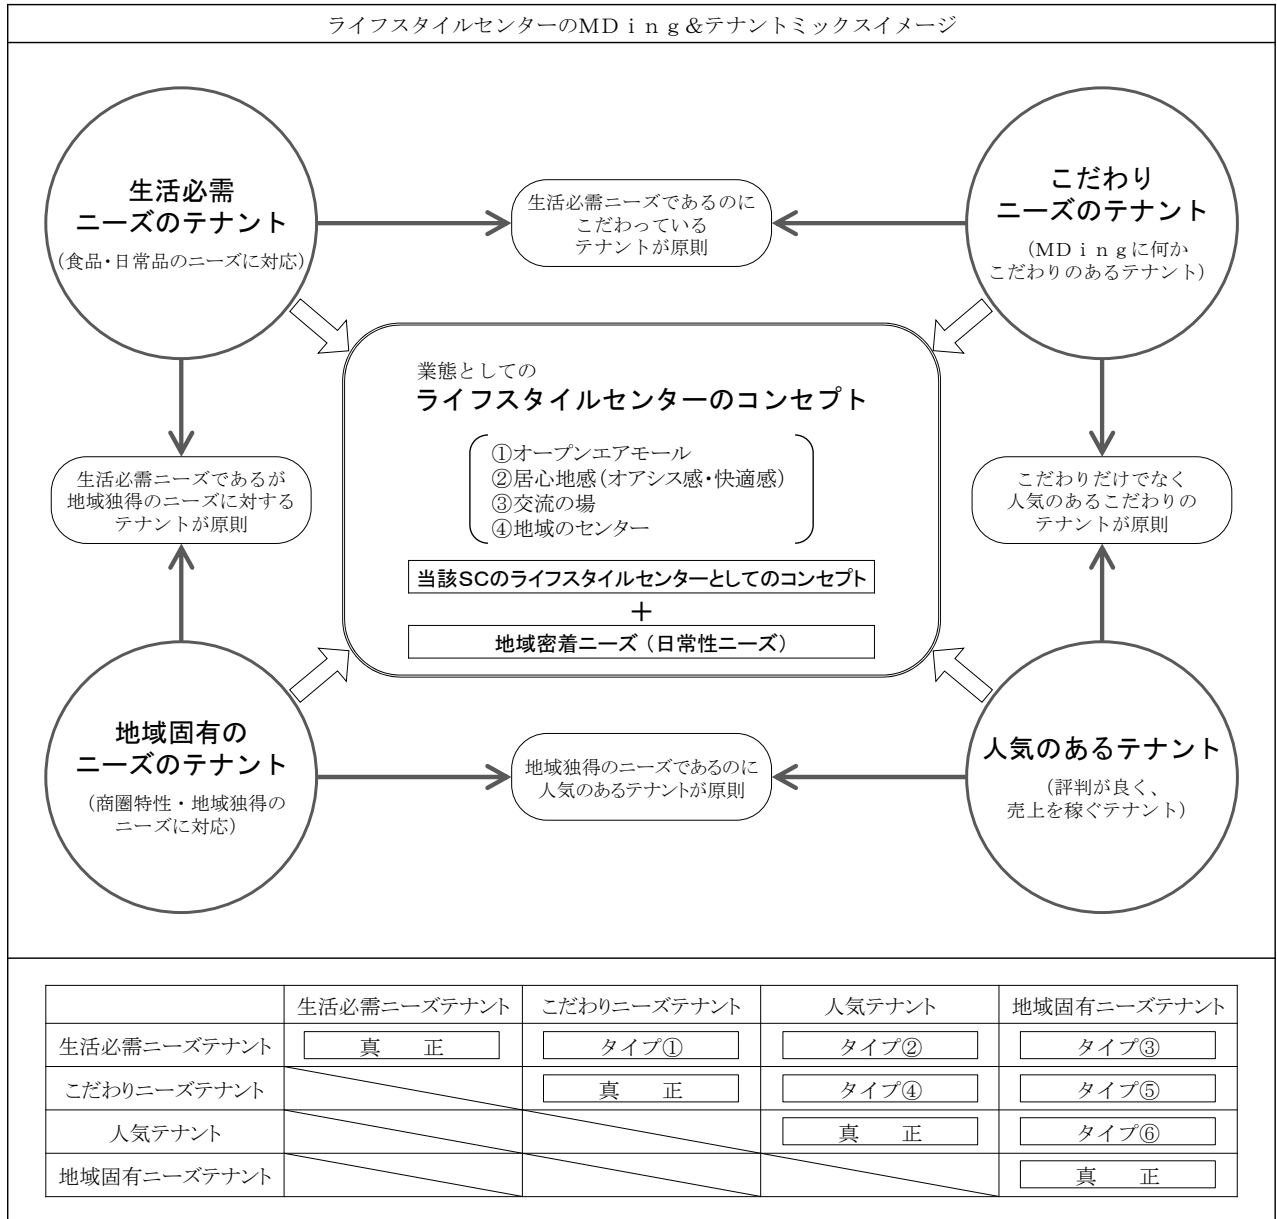 ライフスタイルセンターのMDing&テナントミックスイメージ
生活必需
ニーズのテナント
(食品・日常品のニーズに対応)
生活必需ニーズであるのに
こだわっている
テナントが原則
こだわり
ニーズのテナント
(MDingに何か
こだわりのあるテナント)
業態としての
ライフスタイルセンターのコンセプト
①オープンエアモール
②居心地感(オアシス感・快適感)
③交流の場
④地域のセンター
当該SCのライフスタイルセンターとしてのコンセプト
+
地域密着ニーズ(日常性ニーズ)
生活必需ニーズであるが
地域独得のニーズに対する
テナントが原則
こだわりだけでなく
人気のあるこだわりの
テナントが原則
地域固有の
ニーズのテナント
(商圏特性・地域独得の
ニーズに対応)
地域独得のニーズであるのに
人気のあるテナントが原則
人気のあるテナント
(評判が良く、
売上を稼ぐテナント)
生活必需ニーズテナント こだわりニーズテナント 人気テナント 地域固有ニーズテナント
生活必需ニーズテナント 真 正 タイプ① タイプ② タイプ③
こだわりニーズテナント 真 正 タイプ④ タイプ⑤
人気テナント 真 正 タイプ⑥
地域固有ニーズテナント 真 正